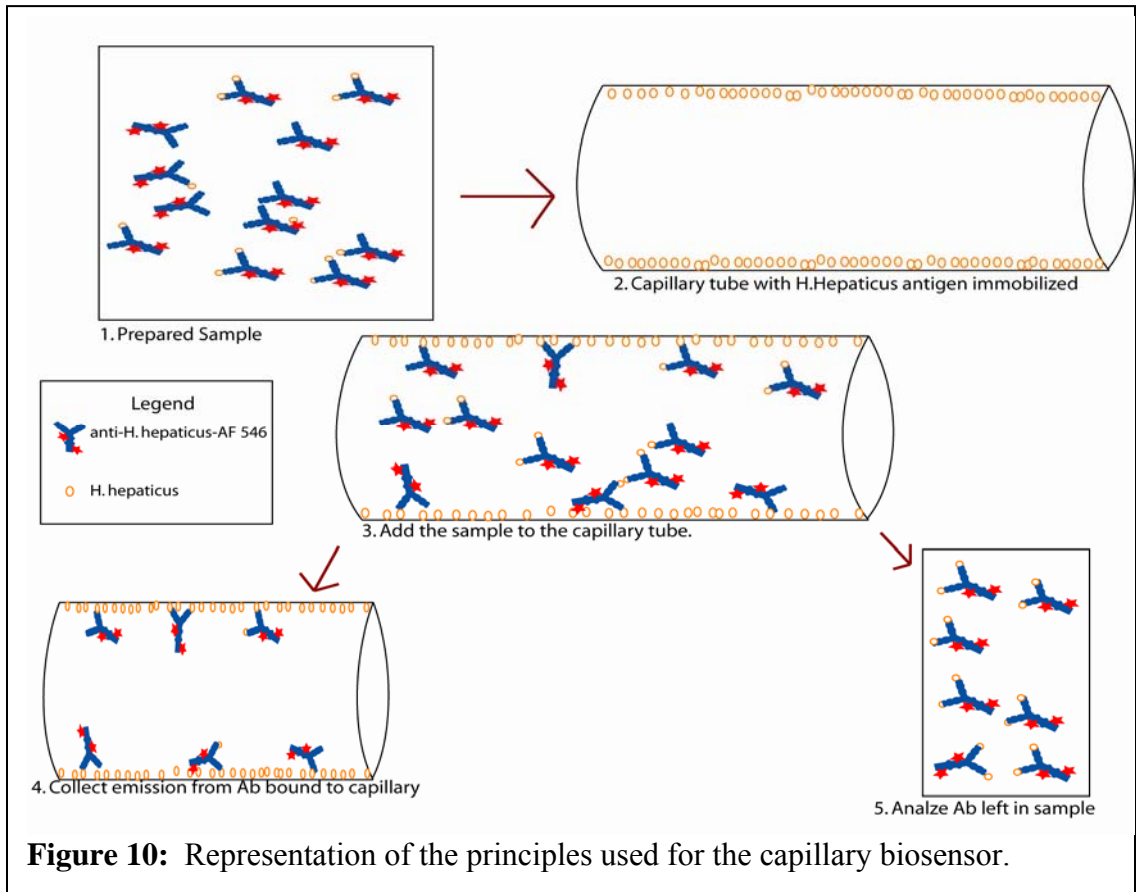 1. Prepared Sample
2. Capillary tube with H.Hepaticus antigen immobilized
Legend
anti-H. hepaticus-AF 546
H. hepaticus
3. Add the sample to the capillary tube.
4. Collect emission from Ab bound to capillary
5. Analze Ab left in sample
Figure 10: Representation of the principles used for the capillary biosensor.